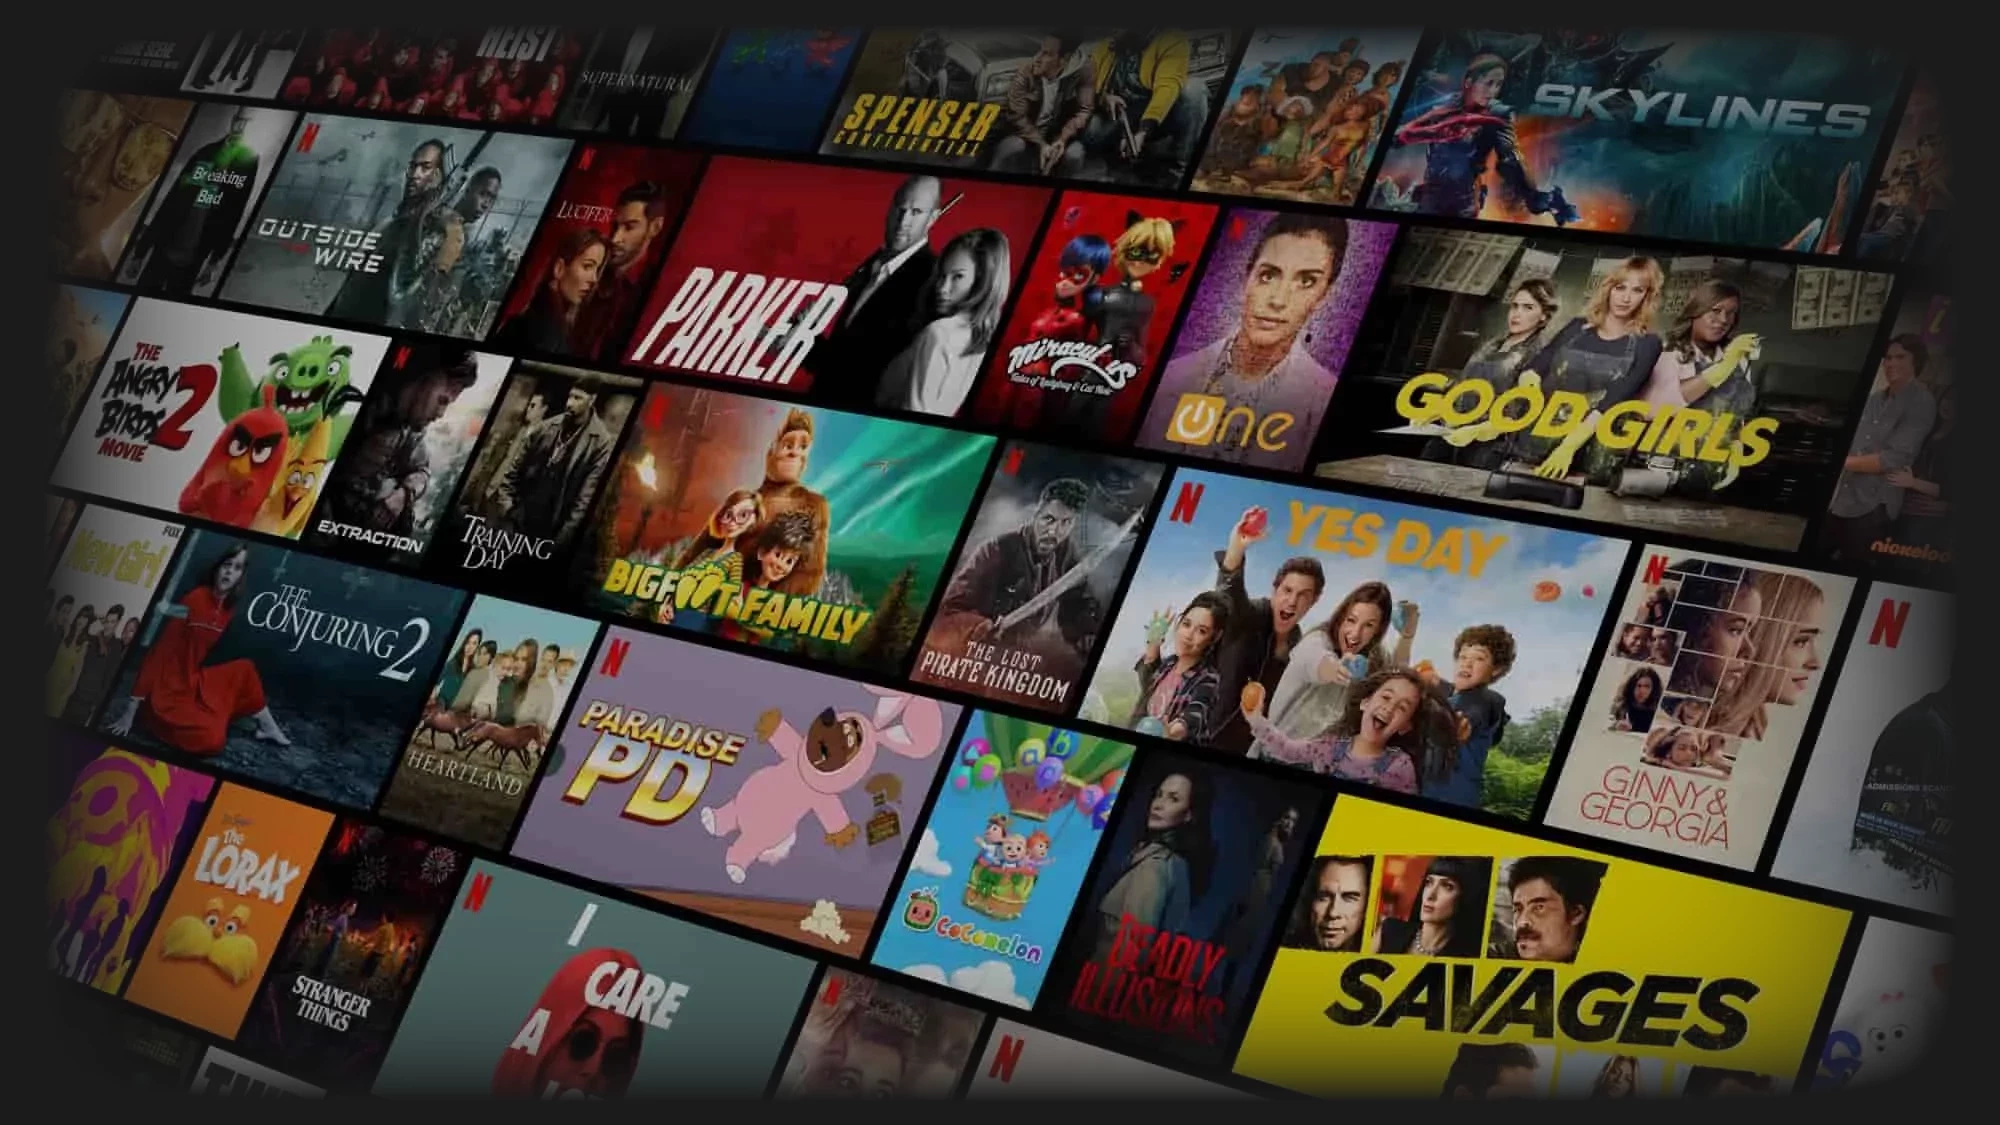 HEIST
SUPERNATURAL
SPENSER
CONFIDENTIAL
SKYLINES
Breaking
Bad
N
OUTSIDE
THE
WIRE
N
LUCIFER
PARKER
Miraculous
Tales of Ladybug & Cat Noir
N
One
GOOD GIRLS
THE
ANGRY
BIRDS 2
MOVIE
N
EXTRACTION
TRAINING
DAY
N
BIGFOOT FAMILY
N
THE LOST
PIRATE KINGDOM
N
YES DAY
N
GINNY &
GEORGIA
N
ADMISSIONS
FOX
New Girl
THE
CONJURING 2
HEARTLAND
N
PARADISE
PD
CoComelon
DEADLY
ILLUSIONS
SAVAGES
The
LORAX
N
STRANGER
THINGS
N
I
CARE
A
LOT
N
N